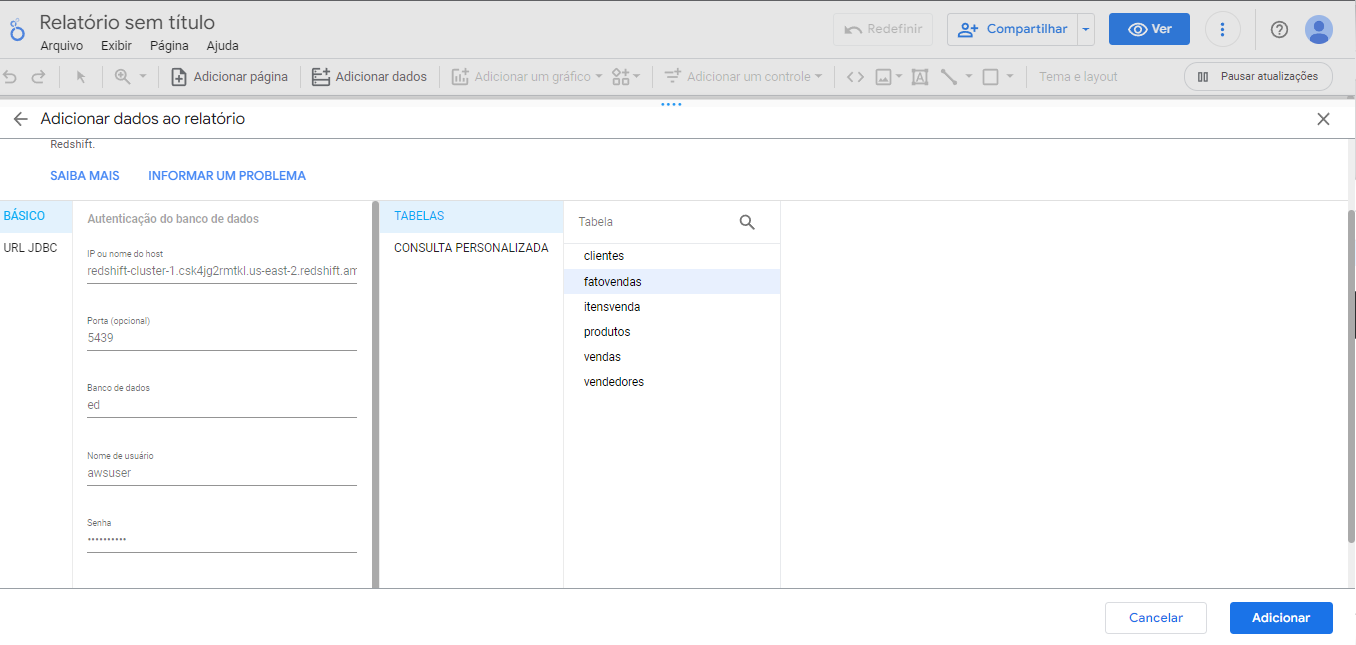 Relatório sem título
Arquivo Exibir Página Ajuda
Redefinir
Compartilhar
Ver
Adicionar página
Adicionar dados
Adicionar um gráfico
Adicionar um controle
Tema e layout
Pausar atualizações
Adicionar dados ao relatório
Redshift.
SAIBA MAIS INFORMAR UM PROBLEMA
BÁSICO
URL JDBC
Autenticação do banco de dados
IP ou nome do host
redshift-cluster-1.csk4jg2rmtkl.us-east-2.redshift.am
Porta (opcional)
5439
Banco de dados
ed
Nome de usuário
awsuser
Senha
••••••••••
TABELAS
CONSULTA PERSONALIZADA
Tabela
clientes
fatovendas
itensvenda
produtos
vendas
vendedores
Cancelar
Adicionar